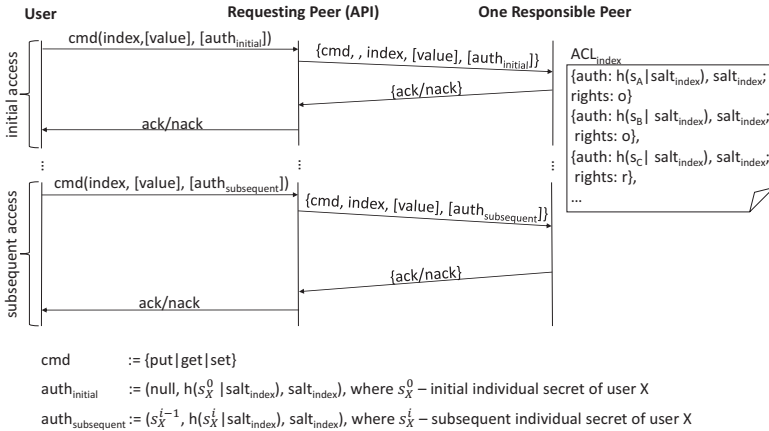 User
Requesting Peer (API)
One Responsible Peer
initial access
cmd(index,[value], [auth_initial])
{cmd, , index, [value], [auth_initial]}
{ack/nack}
ack/nack
ACL_index
{auth: h(s_A|salt_index), salt_index;
rights: o}
{auth: h(s_B| salt_index), salt_index;
rights: o},
{auth: h(s_C| salt_index), salt_index;
rights: r},
...
...
...
...
subsequent access
cmd(index, [value], [auth_subsequent])
{cmd, index, [value], [auth_subsequent]}
{ack/nack}
ack/nack
cmd := {put|get|set}
auth_initial := (null, h(s_X^0 |salt_index), salt_index), where s_X^0 – initial individual secret of user X
auth_subsequent := (s_X^{i-1}, h(s_X^i|salt_index), salt_index), where s_X^i – subsequent individual secret of user X